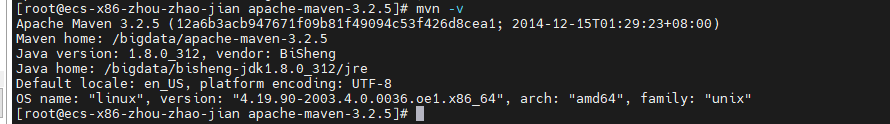 [root@ecs-x86-zhou-zhao-jian apache-maven-3.2.5]# mvn -v
Apache Maven 3.2.5 (12a6b3acb947671f09b81f49094c53f426d8cea1; 2014-12-15T01:29:23+08:00)
Maven home: /bigdata/apache-maven-3.2.5
Java version: 1.8.0_312, vendor: BiSheng
Java home: /bigdata/bisheng-jdk1.8.0_312/jre
Default locale: en_US, platform encoding: UTF-8
OS name: "linux", version: "4.19.90-2003.4.0.0036.oe1.x86_64", arch: "amd64", family: "unix"
[root@ecs-x86-zhou-zhao-jian apache-maven-3.2.5]#